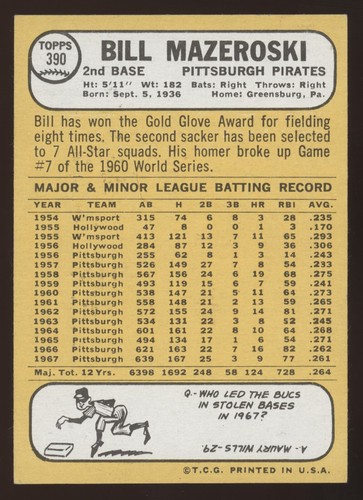 TOPPS
390
BILL MAZEROSKI
2nd BASE PITTSBURGH PIRATES
Ht: 5'11" Wt: 182 Bats: Right Throws: Right
Born: Sept. 5, 1936 Home: Greensburg, Pa.
Bill has won the Gold Glove Award for fielding
eight times. The second sacker has been selected
to 7 All-Star squads. His homer broke up Game
#7 of the 1960 World Series.
MAJOR & MINOR LEAGUE BATTING RECORD
YEAR TEAM AB H 2B 3B HR RBI AVG.
1954 W'msport 315 74 6 8 3 28 .235
1955 Hollywood 47 8 0 0 1 3 .170
1955 W'msport 413 121 13 7 11 65 .293
1956 Hollywood 284 87 12 3 9 36 .306
1956 Pittsburgh 255 62 8 1 3 14 .243
1957 Pittsburgh 526 149 27 7 8 54 .283
1958 Pittsburgh 567 156 24 6 19 68 .275
1959 Pittsburgh 493 119 15 6 7 59 .241
1960 Pittsburgh 538 147 21 5 11 64 .273
1961 Pittsburgh 558 148 21 2 13 59 .265
1962 Pittsburgh 572 155 24 9 14 81 .271
1963 Pittsburgh 534 131 22 3 8 52 .245
1964 Pittsburgh 601 161 22 8 10 64 .268
1965 Pittsburgh 494 134 17 1 6 54 .271
1966 Pittsburgh 621 163 22 7 16 82 .262
1967 Pittsburgh 639 167 25 3 9 77 .261
Maj. Tot. 12 Yrs. 6398 1692 248 58 124 728 .264
Q.-WHO LED THE BUCS
IN STOLEN BASES
IN 1967?
A.- MAURY WILLS-29.
©T.C.G. PRINTED IN U.S.A.